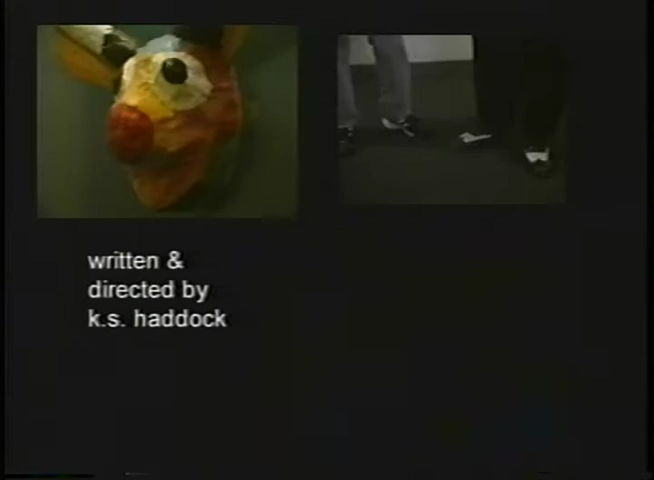 written &
directed by
k.s. haddock